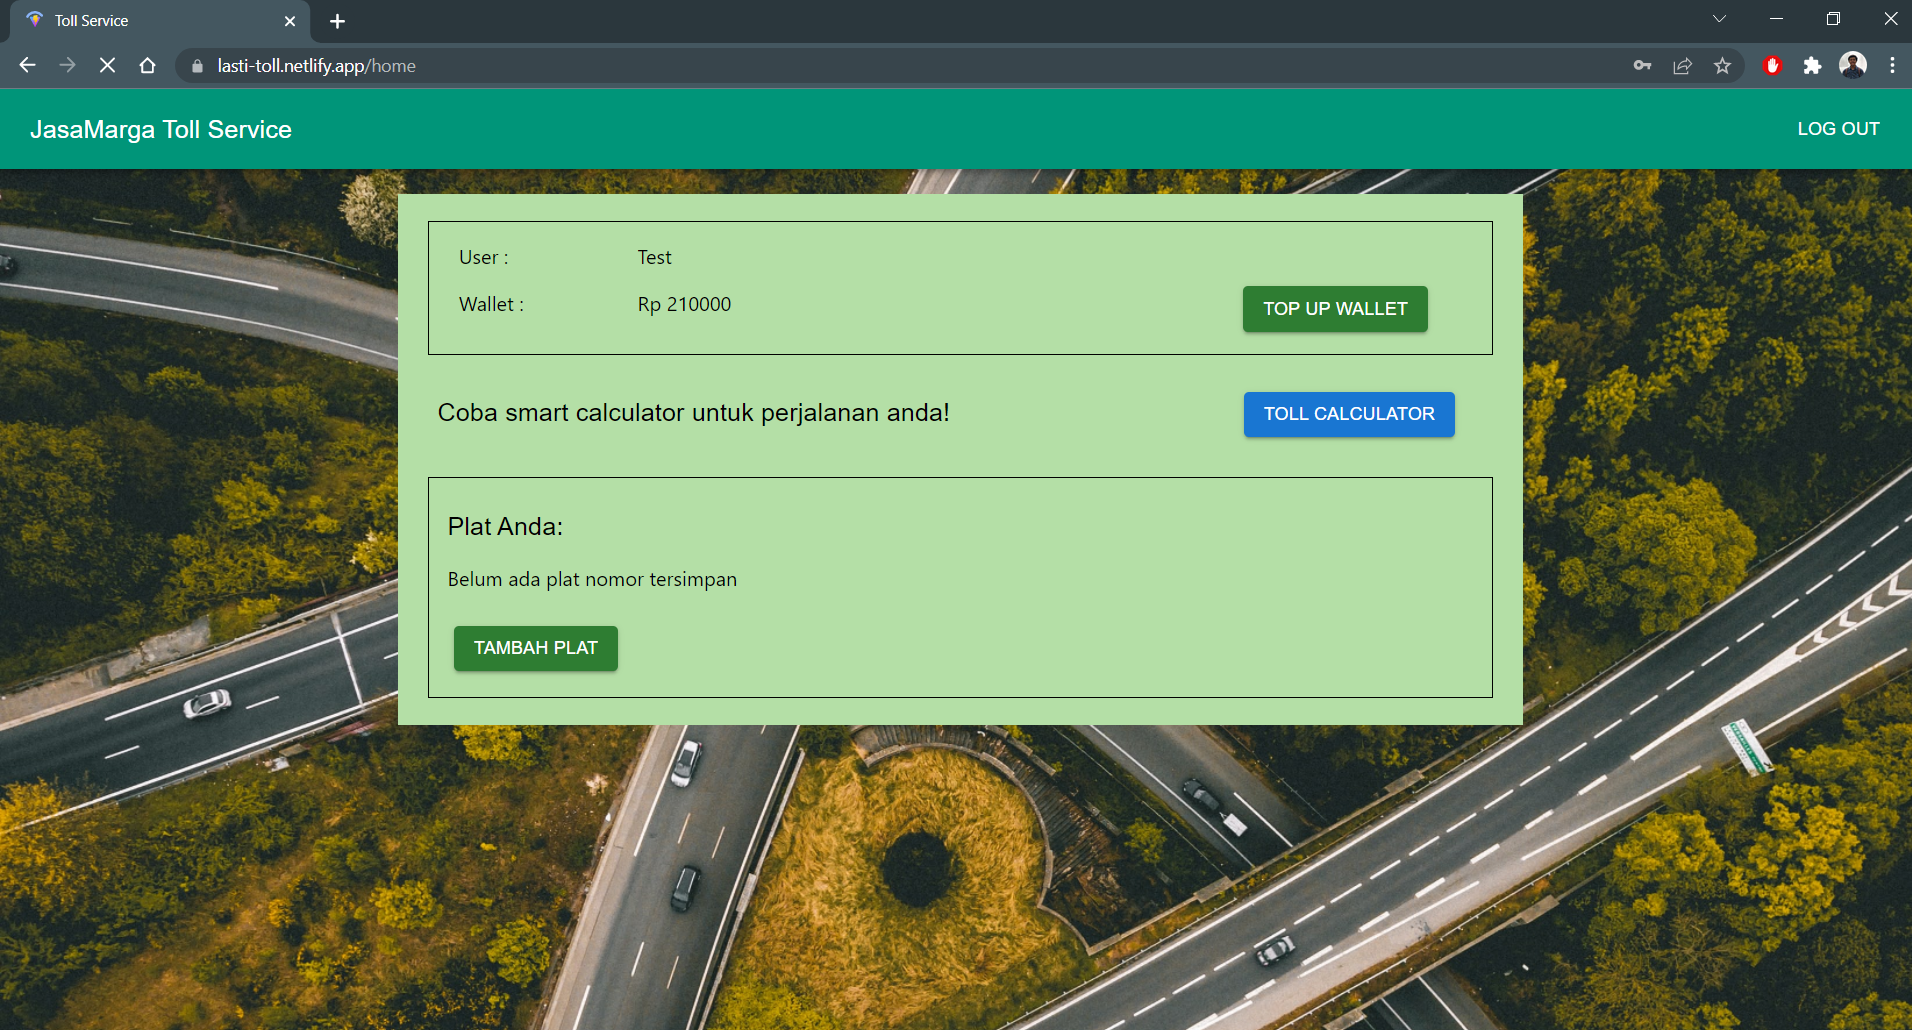 Toll Service
lasti-toll.netlify.app/home
JasaMarga Toll Service
LOG OUT
User :
Test
Wallet :
Rp 210000
TOP UP WALLET
Coba smart calculator untuk perjalanan anda!
TOLL CALCULATOR
Plat Anda:
Belum ada plat nomor tersimpan
TAMBAH PLAT